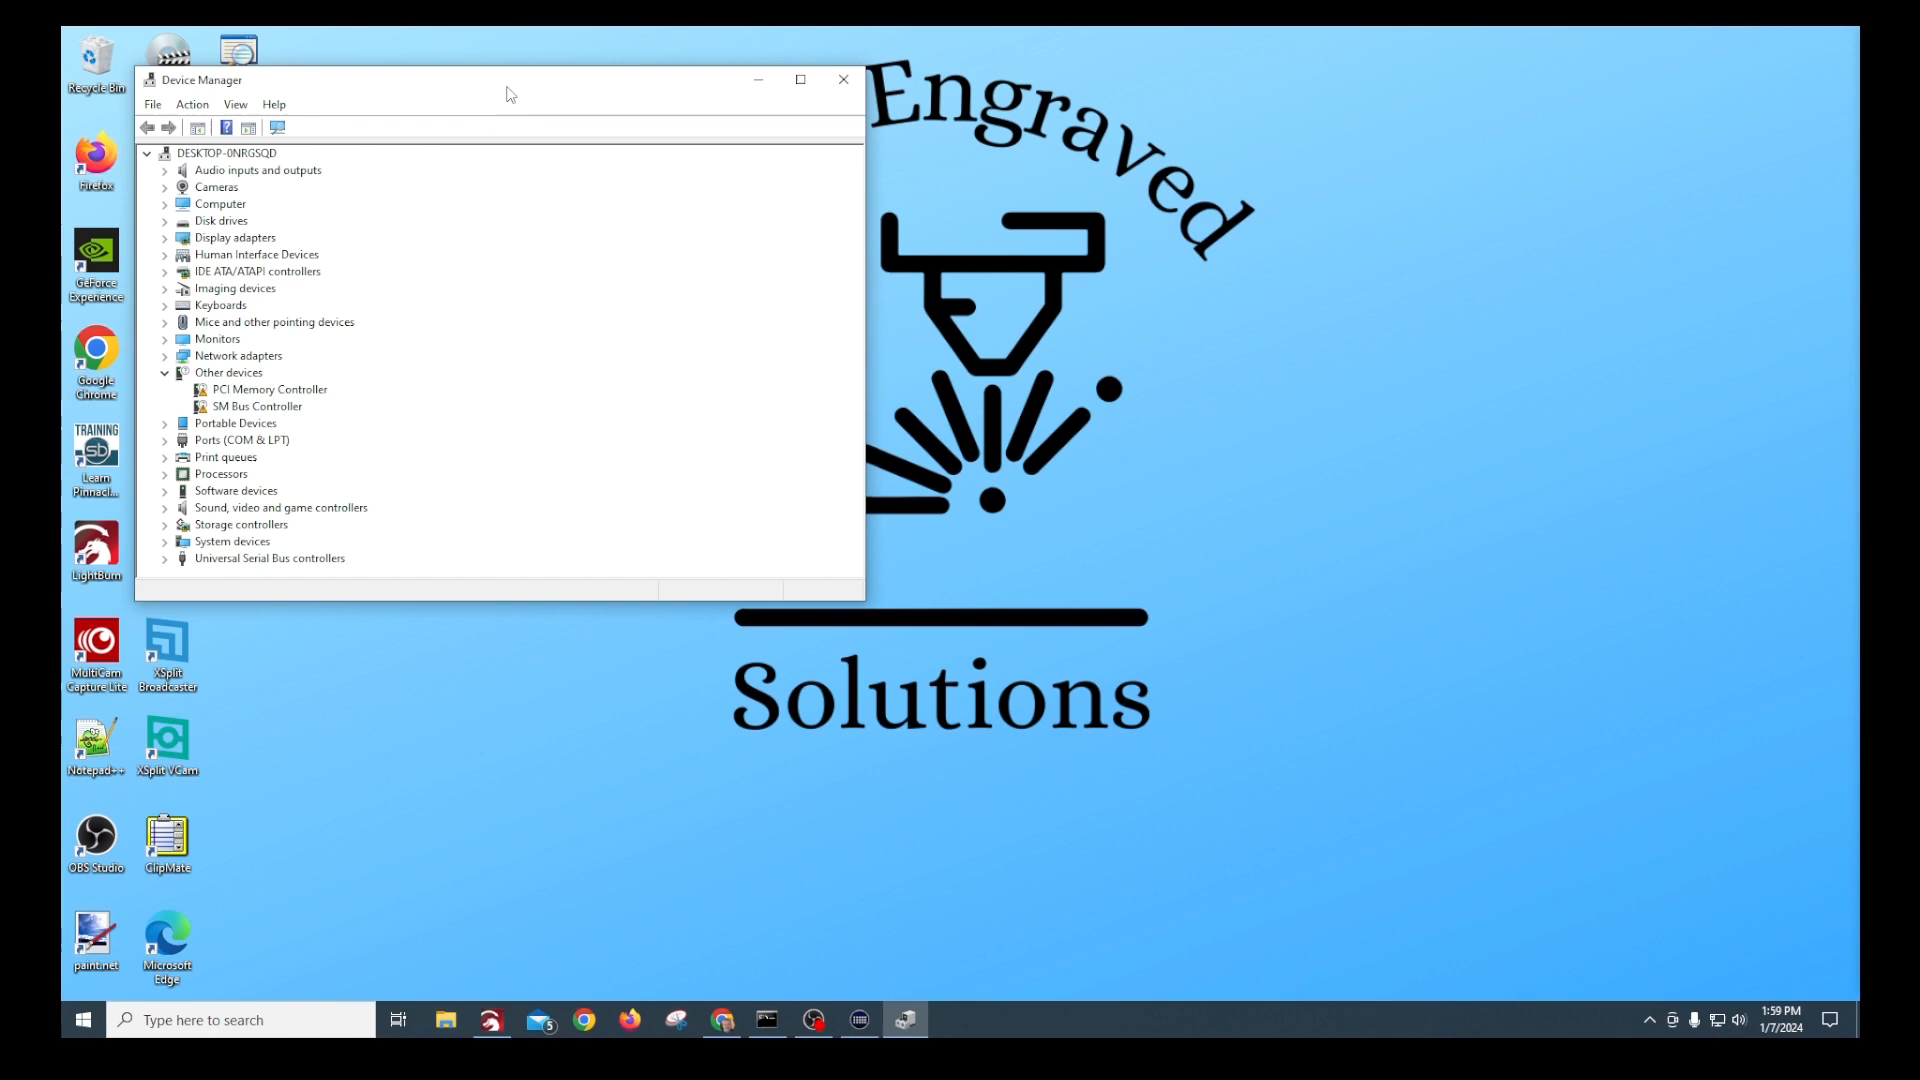 Recycle Bin
Device Manager
File Action View Help
DESKTOP-0NRGSQD
Audio inputs and outputs
Cameras
Computer
Disk drives
Display adapters
Human Interface Devices
IDE ATA/ATAPI controllers
Imaging devices
Keyboards
Mice and other pointing devices
Monitors
Network adapters
Other devices
PCI Memory Controller
SM Bus Controller
Portable Devices
Ports (COM & LPT)
Print queues
Processors
Software devices
Sound, video and game controllers
Storage controllers
System devices
Universal Serial Bus controllers
Firefox
GeForce
Experience
Google
Chrome
TRAINING
sb
Learn
Pinnacl...
LightBurn
MultiCam
Capture Lite
XSplit
Broadcaster
Notepad++
XSplit VCam
OBS Studio
ClipMate
paint.net
Microsoft
Edge
Engraved
Solutions
Type here to search
5
1:59 PM
1/7/2024